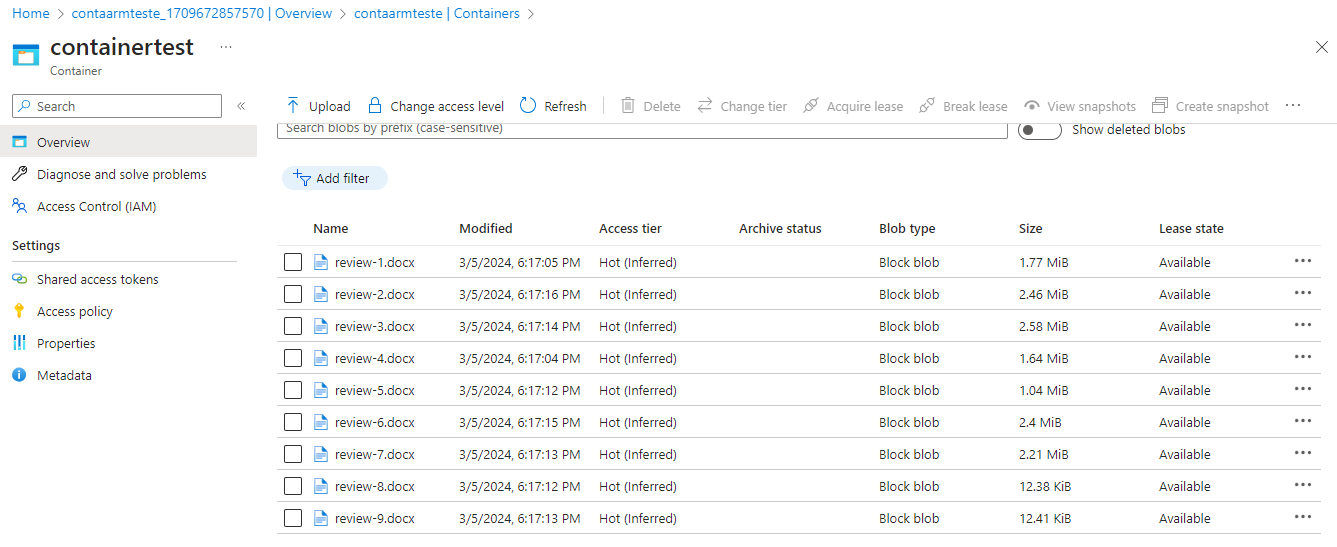 Home > contaarmteste_1709672857570 | Overview > contaarmteste | Containers >
containertest ...
Container
Search «
Upload Change access level Refresh Delete Change tier Acquire lease Break lease View snapshots Create snapshot ...
Overview
Diagnose and solve problems
Access Control (IAM)
Settings
Shared access tokens
Access policy
Properties
Metadata
Search blobs by prefix (case-sensitive) Show deleted blobs
Add filter
Name Modified Access tier Archive status Blob type Size Lease state
review-1.docx 3/5/2024, 6:17:05 PM Hot (Inferred) Block blob 1.77 MiB Available ...
review-2.docx 3/5/2024, 6:17:16 PM Hot (Inferred) Block blob 2.46 MiB Available ...
review-3.docx 3/5/2024, 6:17:14 PM Hot (Inferred) Block blob 2.58 MiB Available ...
review-4.docx 3/5/2024, 6:17:04 PM Hot (Inferred) Block blob 1.64 MiB Available ...
review-5.docx 3/5/2024, 6:17:12 PM Hot (Inferred) Block blob 1.04 MiB Available ...
review-6.docx 3/5/2024, 6:17:15 PM Hot (Inferred) Block blob 2.4 MiB Available ...
review-7.docx 3/5/2024, 6:17:13 PM Hot (Inferred) Block blob 2.21 MiB Available ...
review-8.docx 3/5/2024, 6:17:12 PM Hot (Inferred) Block blob 12.38 KiB Available ...
review-9.docx 3/5/2024, 6:17:13 PM Hot (Inferred) Block blob 12.41 KiB Available ...